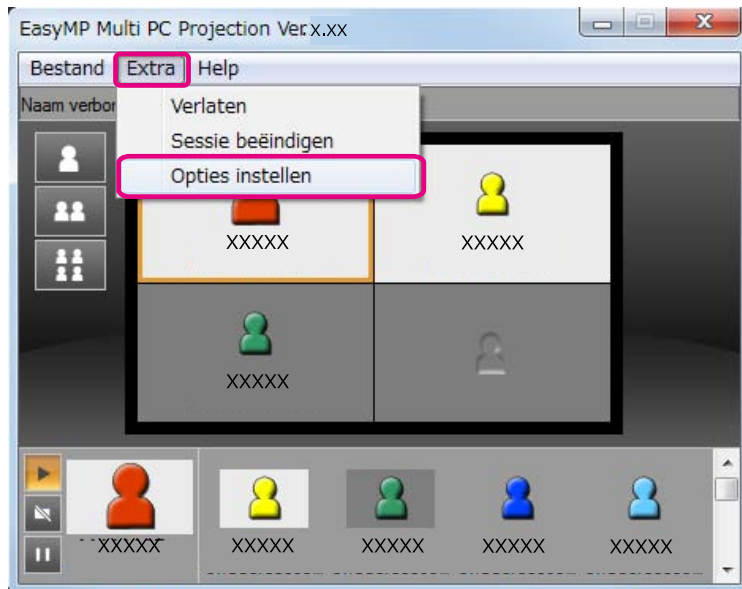 EasyMP Multi PC Projection Ver.x.xx
Bestand Extra Help
Naam verbon
Verlaten
Sessie beëindigen
Opties instellen
XXXXX XXXXX
XXXXX
XXXXX XXXXX XXXXX XXXXX XXXXX